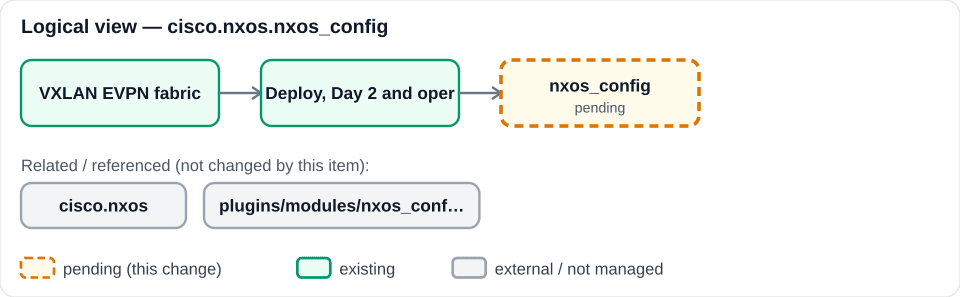 Logical view — cisco.nxos.nxos_config
VXLAN EVPN fabric
Deploy, Day 2 and oper
nxos_config
pending
Related / referenced (not changed by this item):
cisco.nxos
plugins/modules/nxos_conf…
pending (this change)
existing
external / not managed